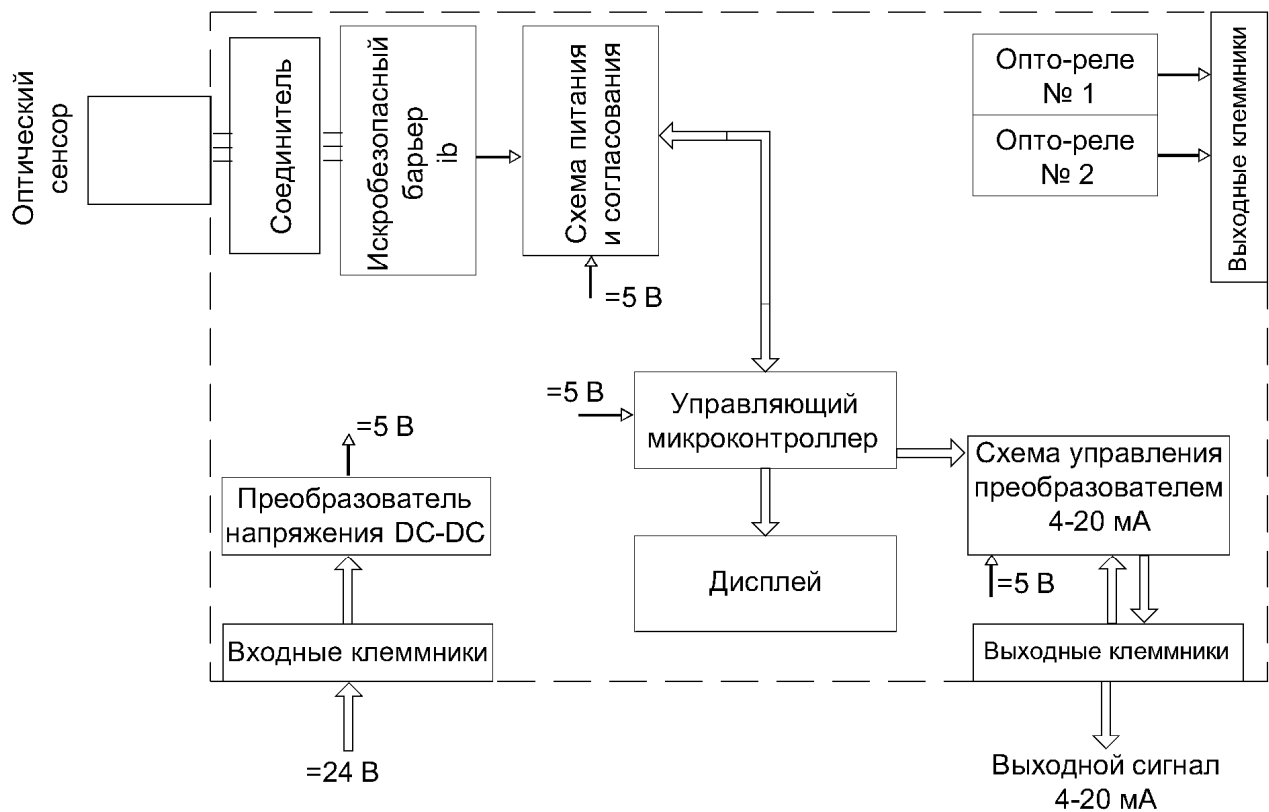 Оптический
сенсор
Соединитель
Искробезопасный
барьер
ib
Схема питания
и согласования
=5 В
Опто-реле
№ 1
Опто-реле
№ 2
Выходные клеммники
=5 В
Управляющий
микроконтроллер
=5 В
Преобразователь
напряжения DC-DC
Схема управления
преобразователем
4-20 мА
=5 В
Дисплей
Входные клеммники
Выходные клеммники
=24 В
Выходной сигнал
4-20 мА